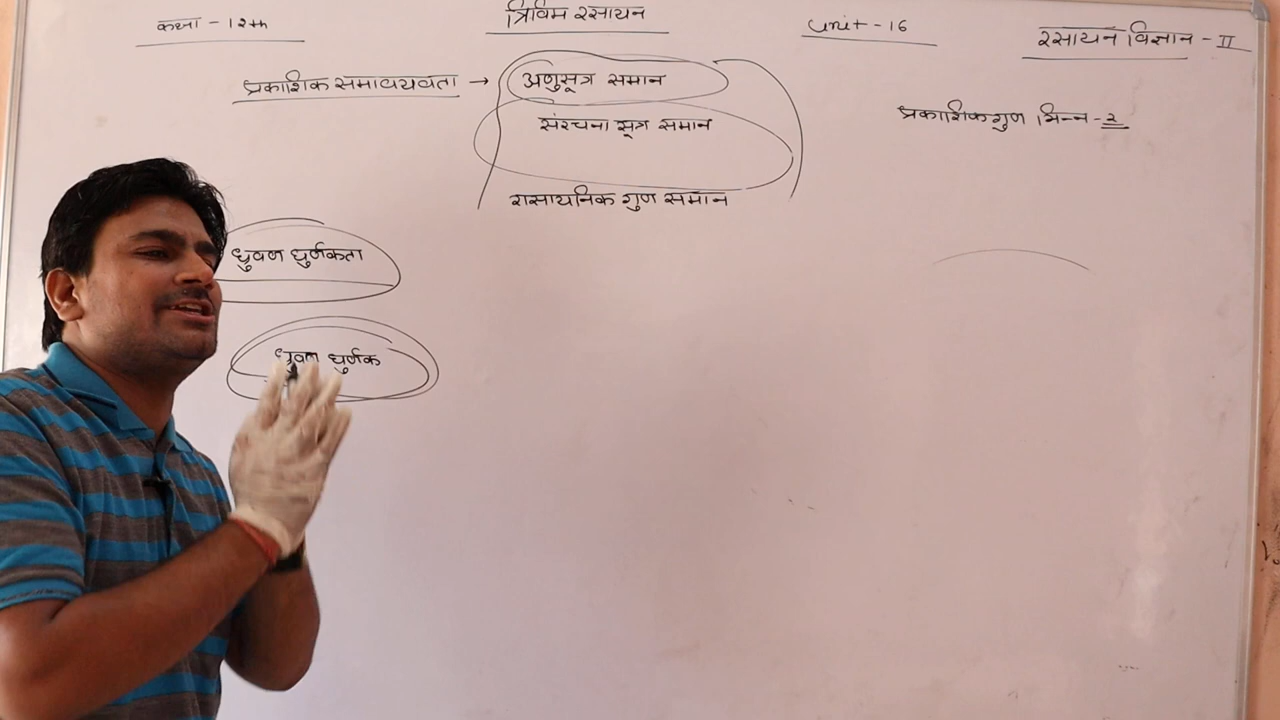 कक्षा - 12th
त्रिविम रसायन
Unit - 16
रसायन विज्ञान - II
प्रकाशिक समावयवता → अणुसूत्र समान
संरचना सूत्र समान
रासायनिक गुण समान
प्रकाशिक गुण भिन्न - २
ध्रुवण धुर्णकता
ध्रुवण धुर्णक